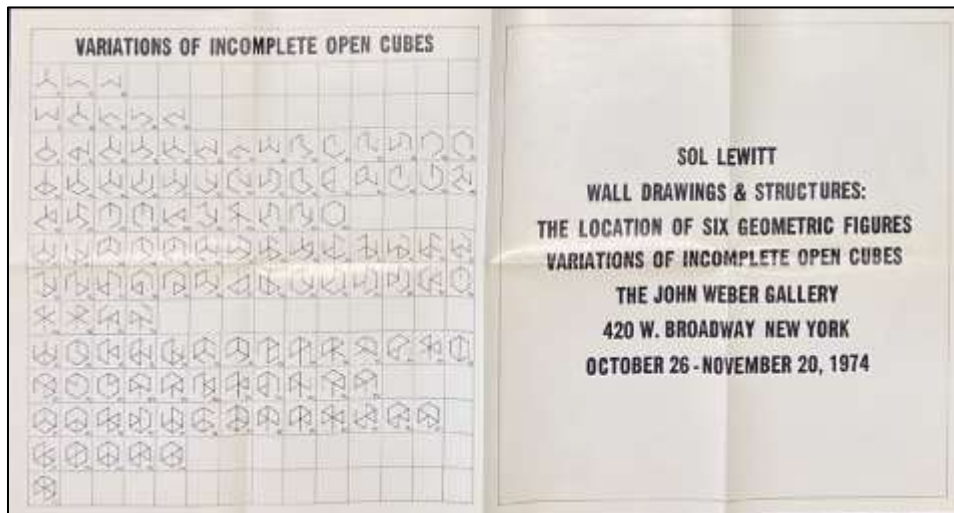 VARIATIONS OF INCOMPLETE OPEN CUBES
SOL LEWITT
WALL DRAWINGS & STRUCTURES:
THE LOCATION OF SIX GEOMETRIC FIGURES
VARIATIONS OF INCOMPLETE OPEN CUBES
THE JOHN WEBER GALLERY
420 W. BROADWAY NEW YORK
OCTOBER 26-NOVEMBER 20, 1974